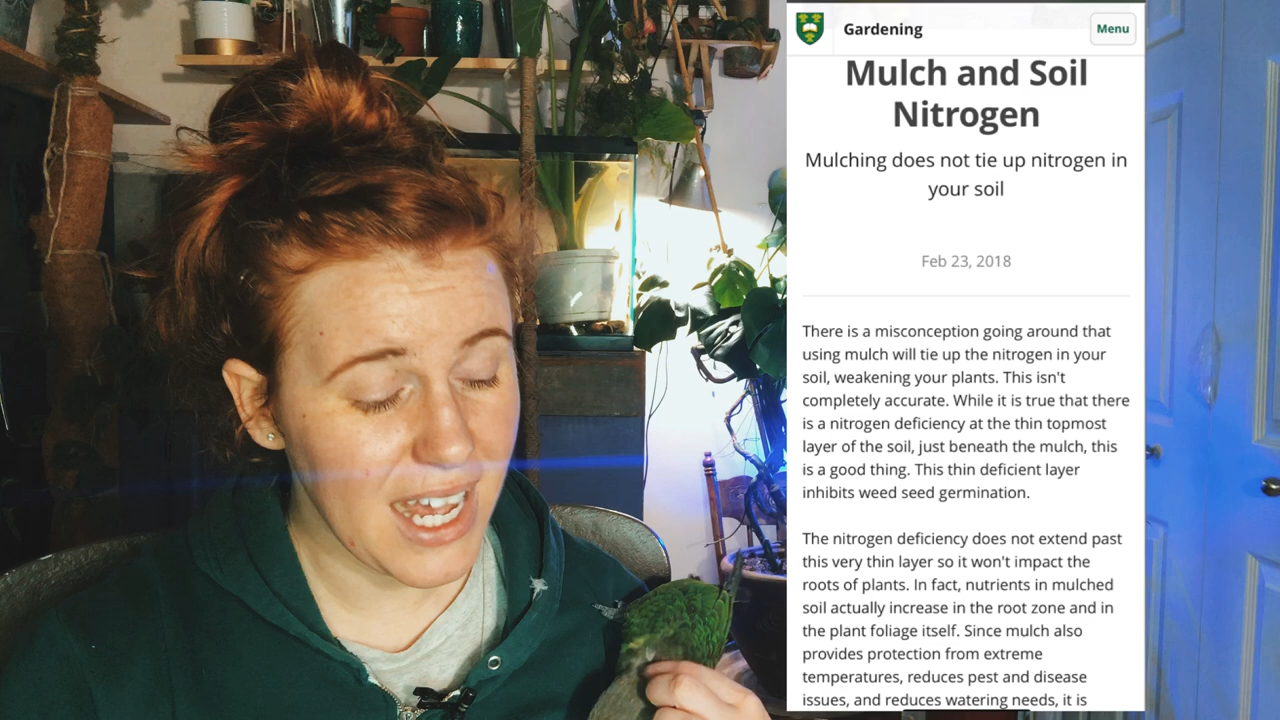 Gardening
Menu
Mulch and Soil
Nitrogen
Mulching does not tie up nitrogen in
your soil
Feb 23, 2018
There is a misconception going around that
using mulch will tie up the nitrogen in your
soil, weakening your plants. This isn't
completely accurate. While it is true that there
is a nitrogen deficiency at the thin topmost
layer of the soil, just beneath the mulch, this
is a good thing. This thin deficient layer
inhibits weed seed germination.
The nitrogen deficiency does not extend past
this very thin layer so it won't impact the
roots of plants. In fact, nutrients in mulched
soil actually increase in the root zone and in
the plant foliage itself. Since mulch also
provides protection from extreme
temperatures, reduces pest and disease
issues, and reduces watering needs, it is